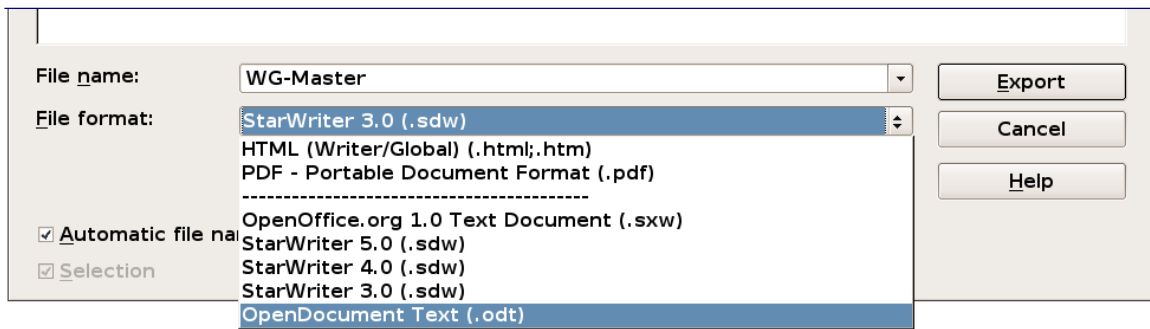 File name:
WG-Master
Export
File format:
StarWriter 3.0 (.sdw)
Cancel
HTML (Writer/Global) (.html;.htm)
PDF - Portable Document Format (.pdf)
Help
------------------------------------------
OpenOffice.org 1.0 Text Document (.sxw)
Automatic file
StarWriter 5.0 (.sdw)
StarWriter 4.0 (.sdw)
Selection
StarWriter 3.0 (.sdw)
OpenDocument Text (.odt)